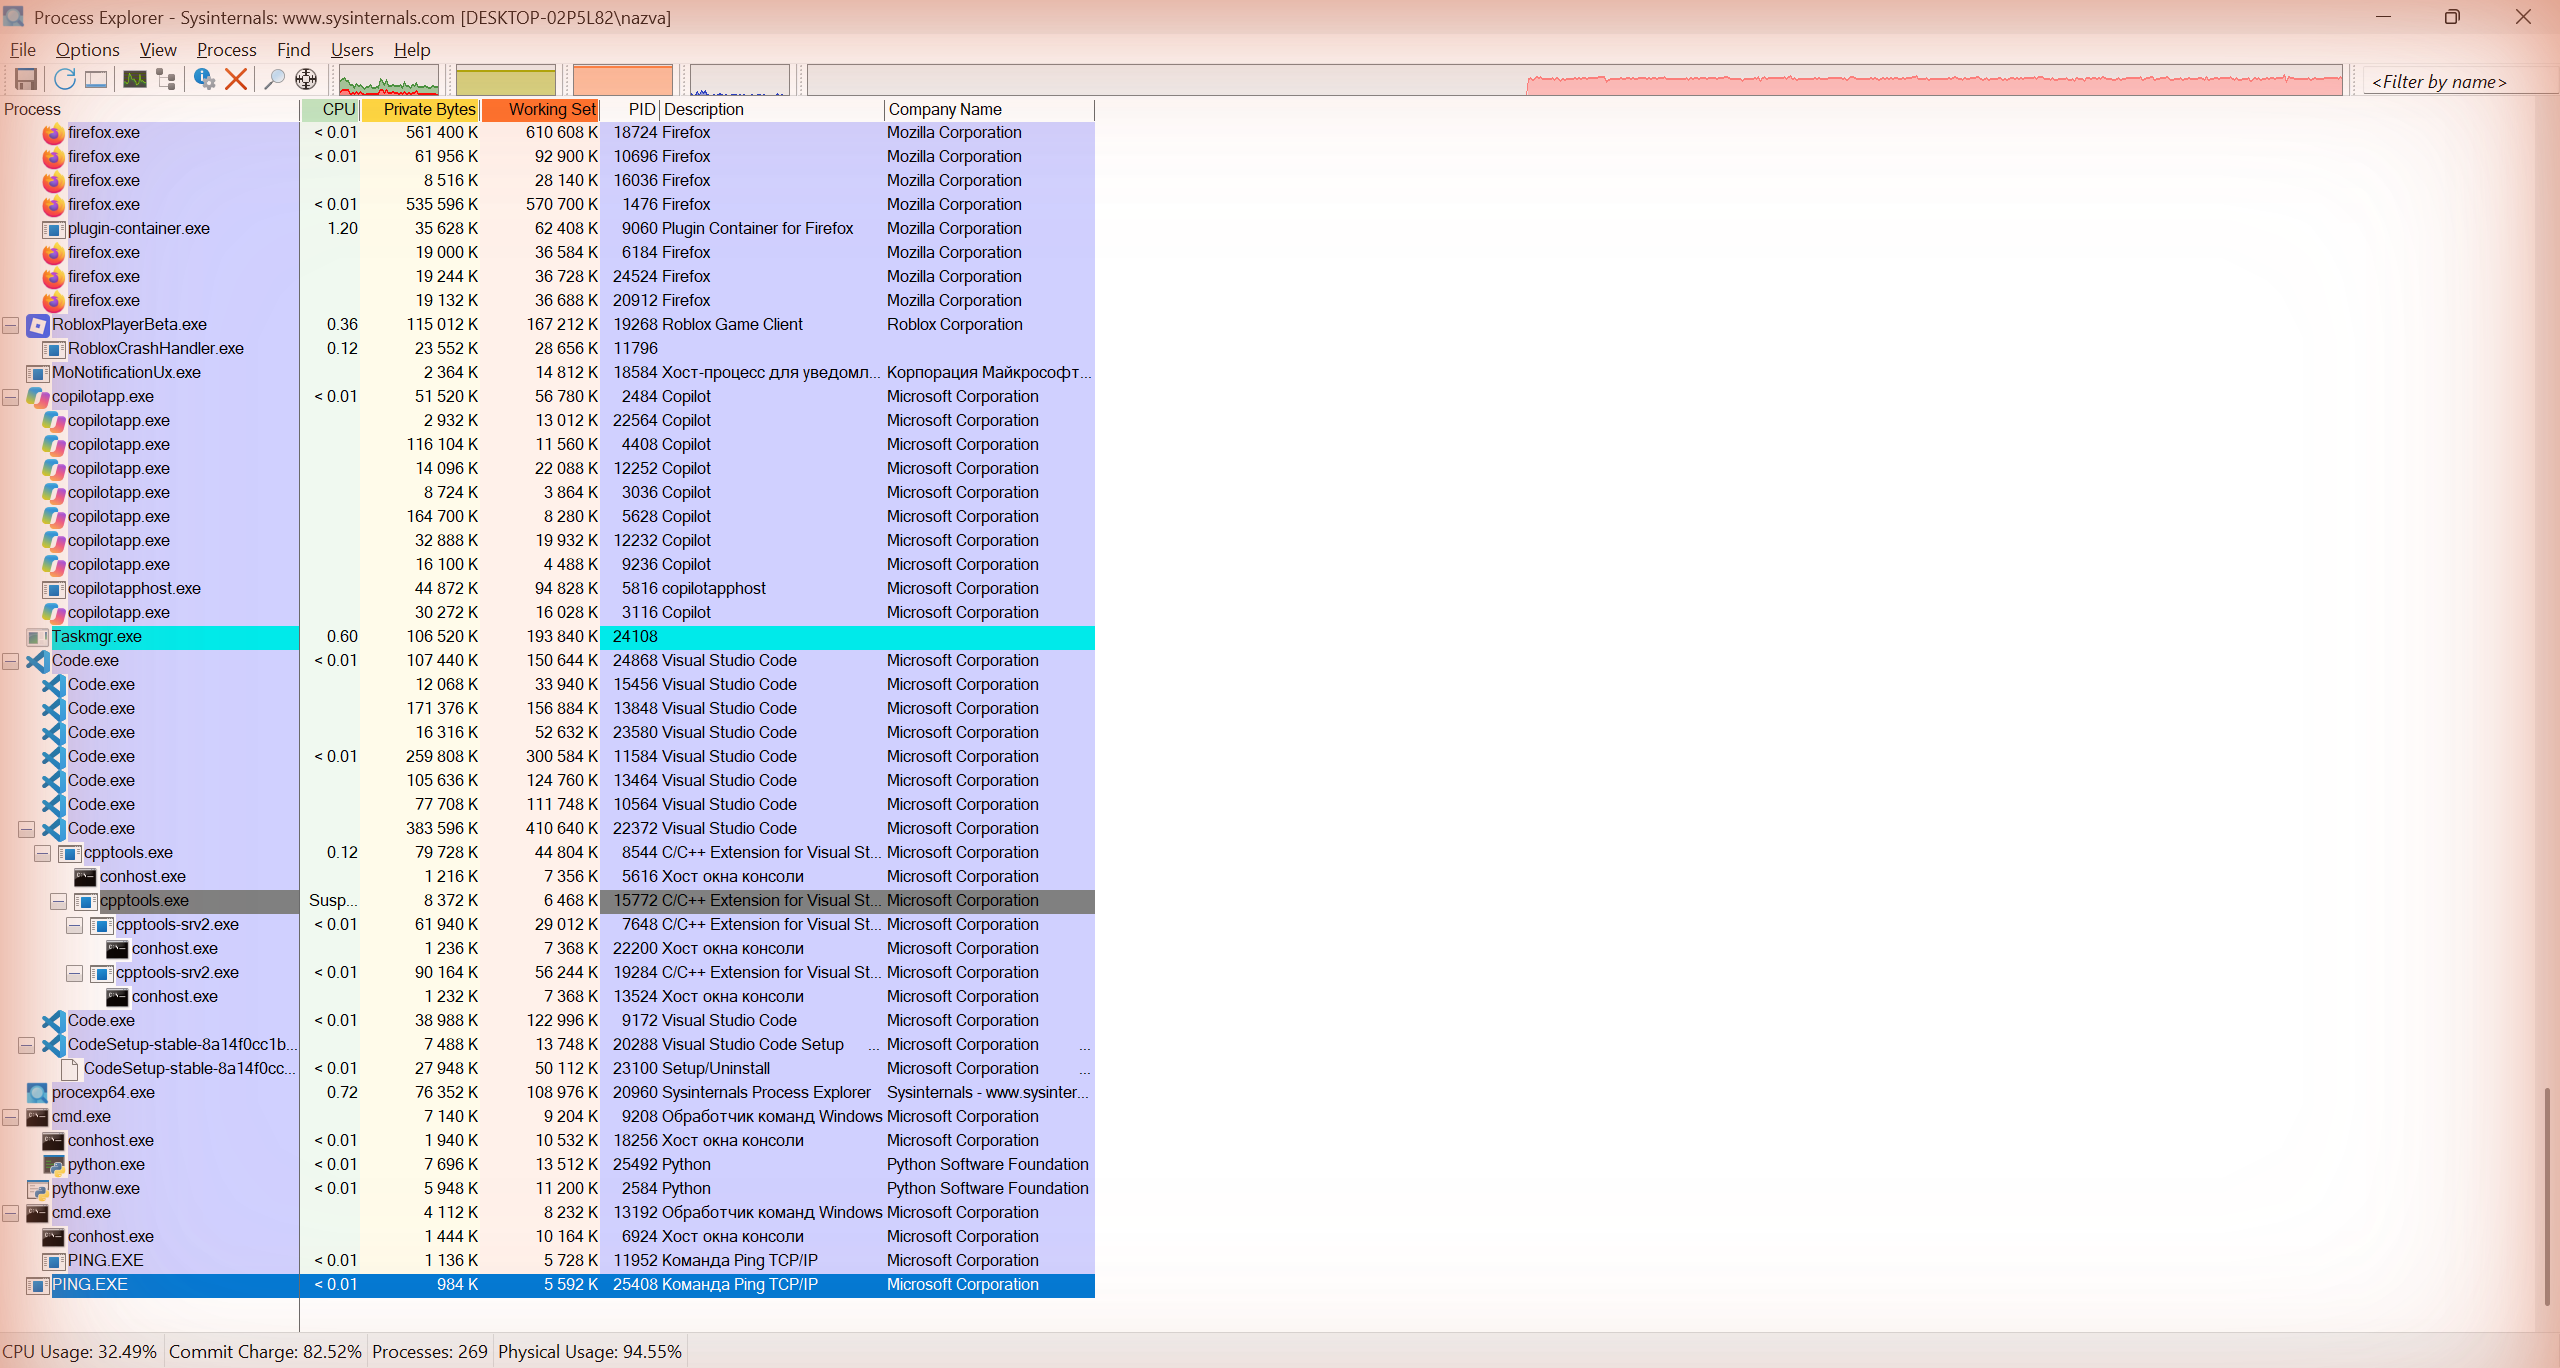 Process Explorer - Sysinternals: www.sysinternals.com [DESKTOP-02P5L82\nazva]
File Options View Process Find Users Help
<Filter by name>
Process CPU Private Bytes Working Set PID Description Company Name
firefox.exe < 0.01 561 400 K 610 608 K 18724 Firefox Mozilla Corporation
firefox.exe < 0.01 61 956 K 92 900 K 10696 Firefox Mozilla Corporation
firefox.exe 8 516 K 28 140 K 16036 Firefox Mozilla Corporation
firefox.exe < 0.01 535 596 K 570 700 K 1476 Firefox Mozilla Corporation
plugin-container.exe 1.20 35 628 K 62 408 K 9060 Plugin Container for Firefox Mozilla Corporation
firefox.exe 19 000 K 36 584 K 6184 Firefox Mozilla Corporation
firefox.exe 19 244 K 36 728 K 24524 Firefox Mozilla Corporation
firefox.exe 19 132 K 36 688 K 20912 Firefox Mozilla Corporation
RobloxPlayerBeta.exe 0.36 115 012 K 167 212 K 19268 Roblox Game Client Roblox Corporation
RobloxCrashHandler.exe 0.12 23 552 K 28 656 K 11796
MoNotificationUx.exe 2 364 K 14 812 K 18584 Хост-процесс для уведомл... Корпорация Майкрософт...
copilotapp.exe < 0.01 51 520 K 56 780 K 2484 Copilot Microsoft Corporation
copilotapp.exe 2 932 K 13 012 K 22564 Copilot Microsoft Corporation
copilotapp.exe 116 104 K 11 560 K 4408 Copilot Microsoft Corporation
copilotapp.exe 14 096 K 22 088 K 12252 Copilot Microsoft Corporation
copilotapp.exe 8 724 K 3 864 K 3036 Copilot Microsoft Corporation
copilotapp.exe 164 700 K 8 280 K 5628 Copilot Microsoft Corporation
copilotapp.exe 32 888 K 19 932 K 12232 Copilot Microsoft Corporation
copilotapp.exe 16 100 K 4 488 K 9236 Copilot Microsoft Corporation
copilotapphost.exe 44 872 K 94 828 K 5816 copilotapphost Microsoft Corporation
copilotapp.exe 30 272 K 16 028 K 3116 Copilot Microsoft Corporation
Taskmgr.exe 0.60 106 520 K 193 840 K 24108
Code.exe < 0.01 107 440 K 150 644 K 24868 Visual Studio Code Microsoft Corporation
Code.exe 12 068 K 33 940 K 15456 Visual Studio Code Microsoft Corporation
Code.exe 171 376 K 156 884 K 13848 Visual Studio Code Microsoft Corporation
Code.exe 16 316 K 52 632 K 23580 Visual Studio Code Microsoft Corporation
Code.exe < 0.01 259 808 K 300 584 K 11584 Visual Studio Code Microsoft Corporation
Code.exe 105 636 K 124 760 K 13464 Visual Studio Code Microsoft Corporation
Code.exe 77 708 K 111 748 K 10564 Visual Studio Code Microsoft Corporation
Code.exe 383 596 K 410 640 K 22372 Visual Studio Code Microsoft Corporation
cpptools.exe 0.12 79 728 K 44 804 K 8544 C/C++ Extension for Visual St... Microsoft Corporation
conhost.exe 1 216 K 7 356 K 5616 Хост окна консоли Microsoft Corporation
cpptools.exe Susp... 8 372 K 6 468 K 15772 C/C++ Extension for Visual St... Microsoft Corporation
cpptools-srv2.exe < 0.01 61 940 K 29 012 K 7648 C/C++ Extension for Visual St... Microsoft Corporation
conhost.exe 1 236 K 7 368 K 22200 Хост окна консоли Microsoft Corporation
cpptools-srv2.exe < 0.01 90 164 K 56 244 K 19284 C/C++ Extension for Visual St... Microsoft Corporation
conhost.exe 1 232 K 7 368 K 13524 Хост окна консоли Microsoft Corporation
Code.exe < 0.01 38 988 K 122 996 K 9172 Visual Studio Code Microsoft Corporation
CodeSetup-stable-8a14f0cc1b... 7 488 K 13 748 K 20288 Visual Studio Code Setup ... Microsoft Corporation ...
CodeSetup-stable-8a14f0cc... < 0.01 27 948 K 50 112 K 23100 Setup/Uninstall Microsoft Corporation ...
procexp64.exe 0.72 76 352 K 108 976 K 20960 Sysinternals Process Explorer Sysinternals - www.sysinter...
cmd.exe 7 140 K 9 204 K 9208 Обработчик команд Windows Microsoft Corporation
conhost.exe < 0.01 1 940 K 10 532 K 18256 Хост окна консоли Microsoft Corporation
python.exe < 0.01 7 696 K 13 512 K 25492 Python Python Software Foundation
pythonw.exe < 0.01 5 948 K 11 200 K 2584 Python Python Software Foundation
cmd.exe 4 112 K 8 232 K 13192 Обработчик команд Windows Microsoft Corporation
conhost.exe 1 444 K 10 164 K 6924 Хост окна консоли Microsoft Corporation
PING.EXE < 0.01 1 136 K 5 728 K 11952 Команда Ping TCP/IP Microsoft Corporation
PING.EXE < 0.01 984 K 5 592 K 25408 Команда Ping TCP/IP Microsoft Corporation
CPU Usage: 32.49% Commit Charge: 82.52% Processes: 269 Physical Usage: 94.55%